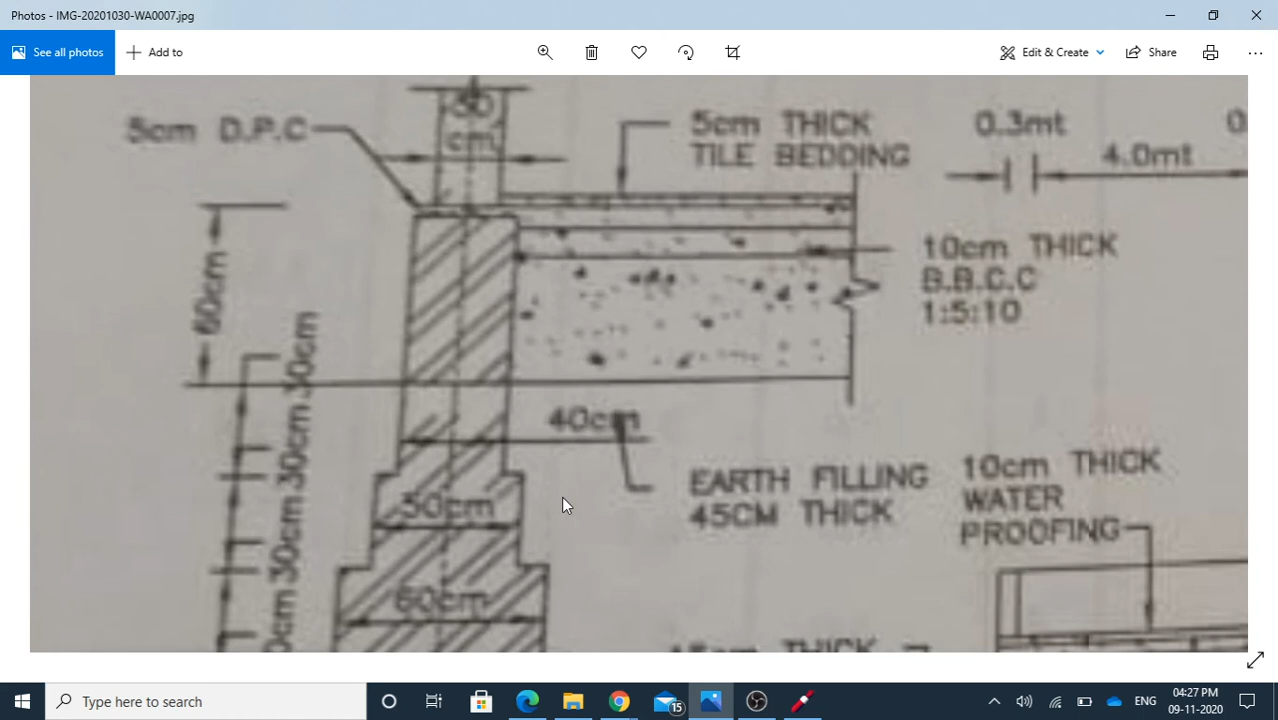 Photos - IMG-20201030-WA0007.jpg
See all photos
Add to
Edit & Create
Share
30
cm
5cm D.P.C
5cm THICK
TILE BEDDING
0.3mt
4.0mt
10cm THICK
B.B.C.C
1:5:10
60cm
30cm
30cm
30cm
40cm
EARTH FILLING
45CM THICK
10cm THICK
WATER
PROOFING
50cm
60cm
Type here to search
15
ENG
04:27 PM
09-11-2020